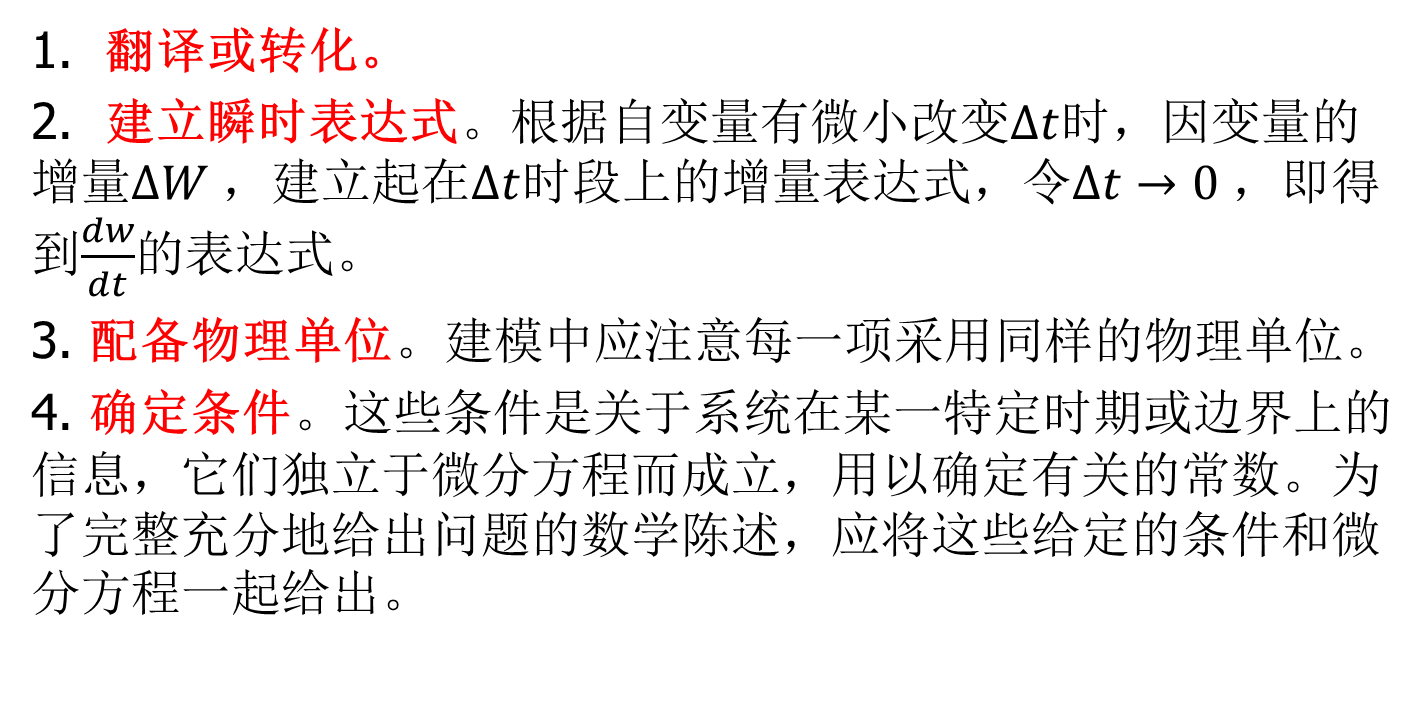 1. 翻译或转化。
2. 建立瞬时表达式。根据自变量有微小改变Δt时，因变量的
增量ΔW，建立起在Δt时段上的增量表达式，令Δt → 0，即得
到dw/dt的表达式。
3. 配备物理单位。建模中应注意每一项采用同样的物理单位。
4. 确定条件。这些条件是关于系统在某一特定时期或边界上的
信息，它们独立于微分方程而成立，用以确定有关的常数。为
了完整充分地给出问题的数学陈述，应将这些给定的条件和微
分方程一起给出。